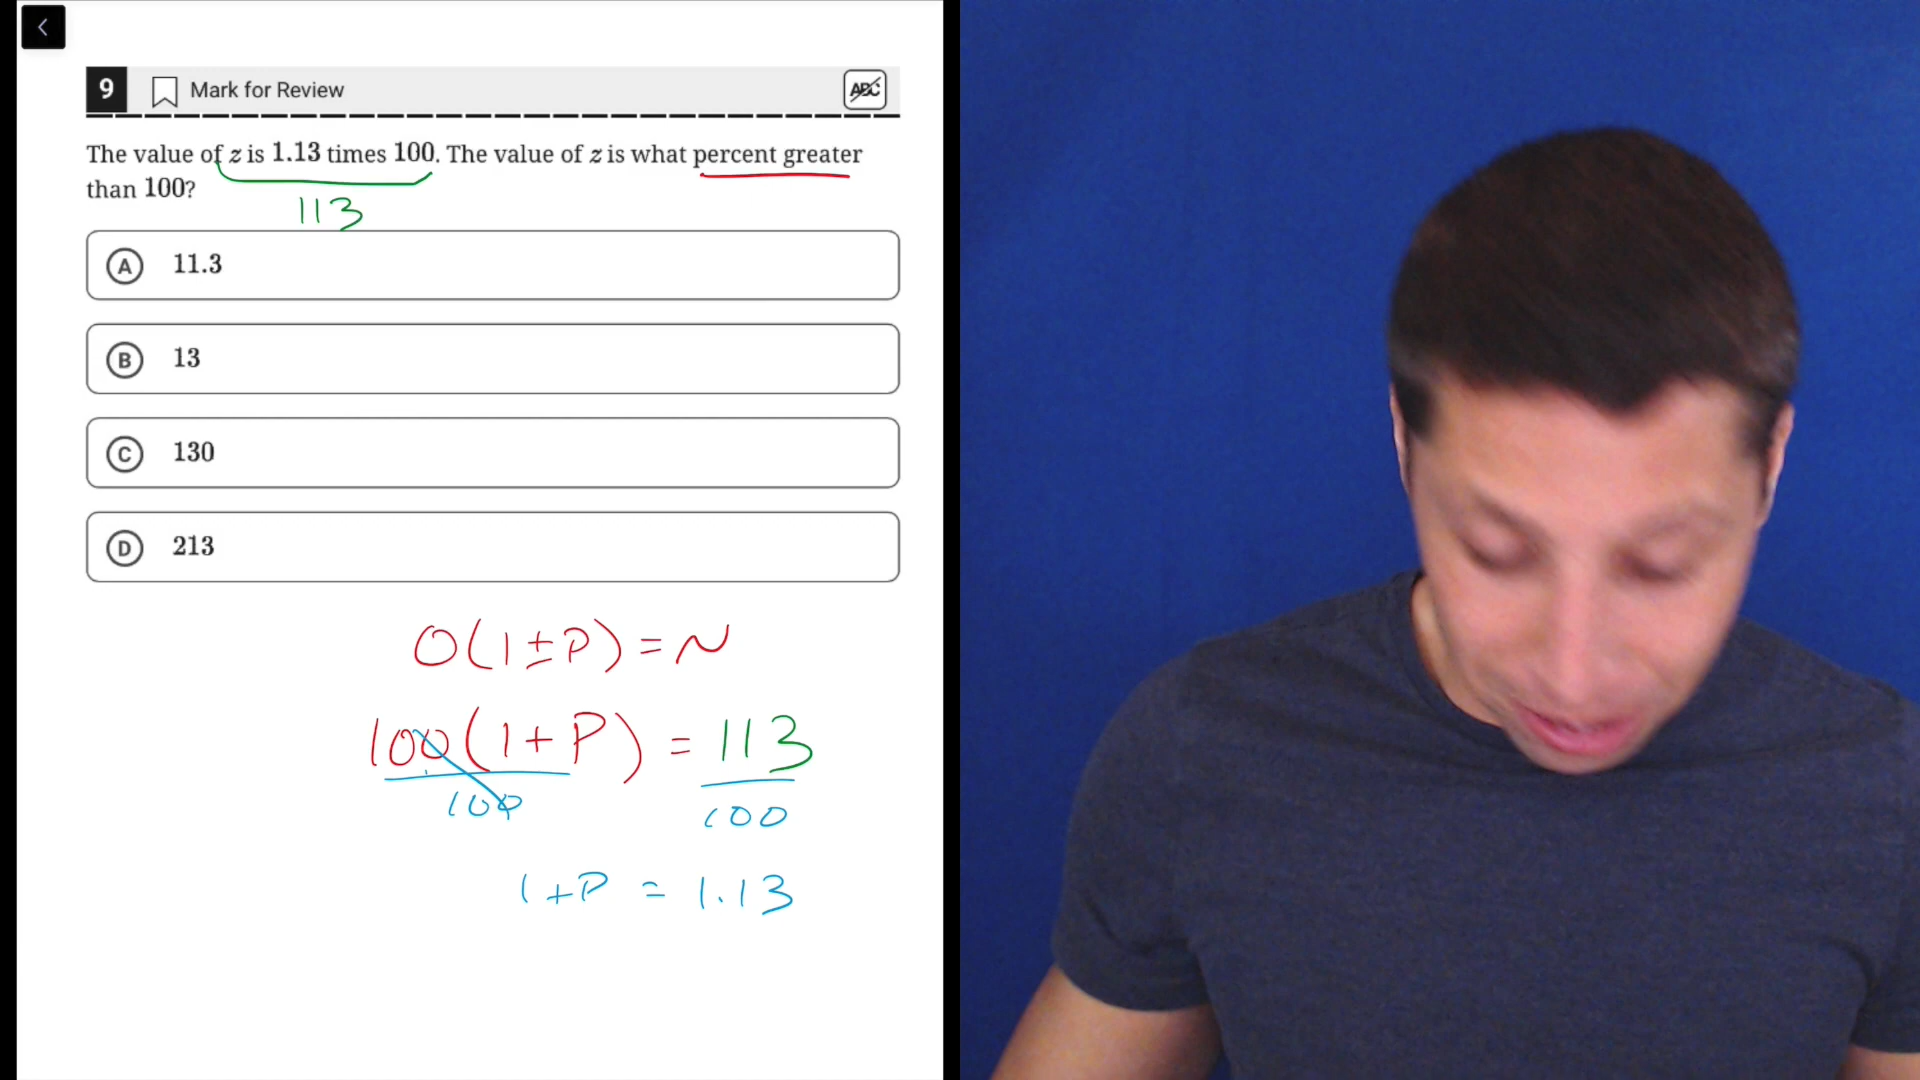 9 Mark for Review ABC
The value of z is 1.13 times 100. The value of z is what percent greater
than 100?
113
A 11.3
B 13
C 130
D 213
O(1±P)=N
100(1+P) = 113
100 100
1+P = 1.13